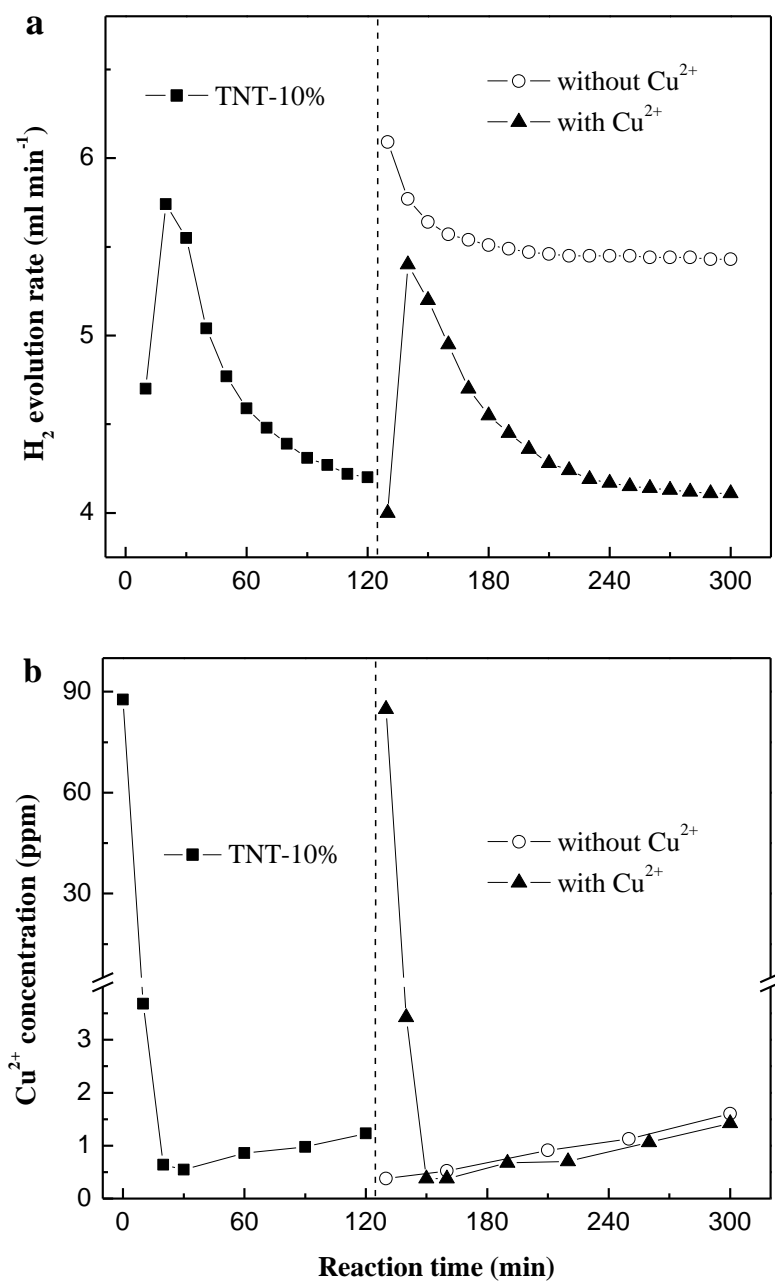 a
H₂ evolution rate (ml min⁻¹)
TNT-10%
without Cu²⁺
with Cu²⁺
6
5
4
0
60
120
180
240
300
b
Cu²⁺ concentration (ppm)
90
60
30
3
2
1
0
TNT-10%
without Cu²⁺
with Cu²⁺
0
60
120
180
240
300
Reaction time (min)